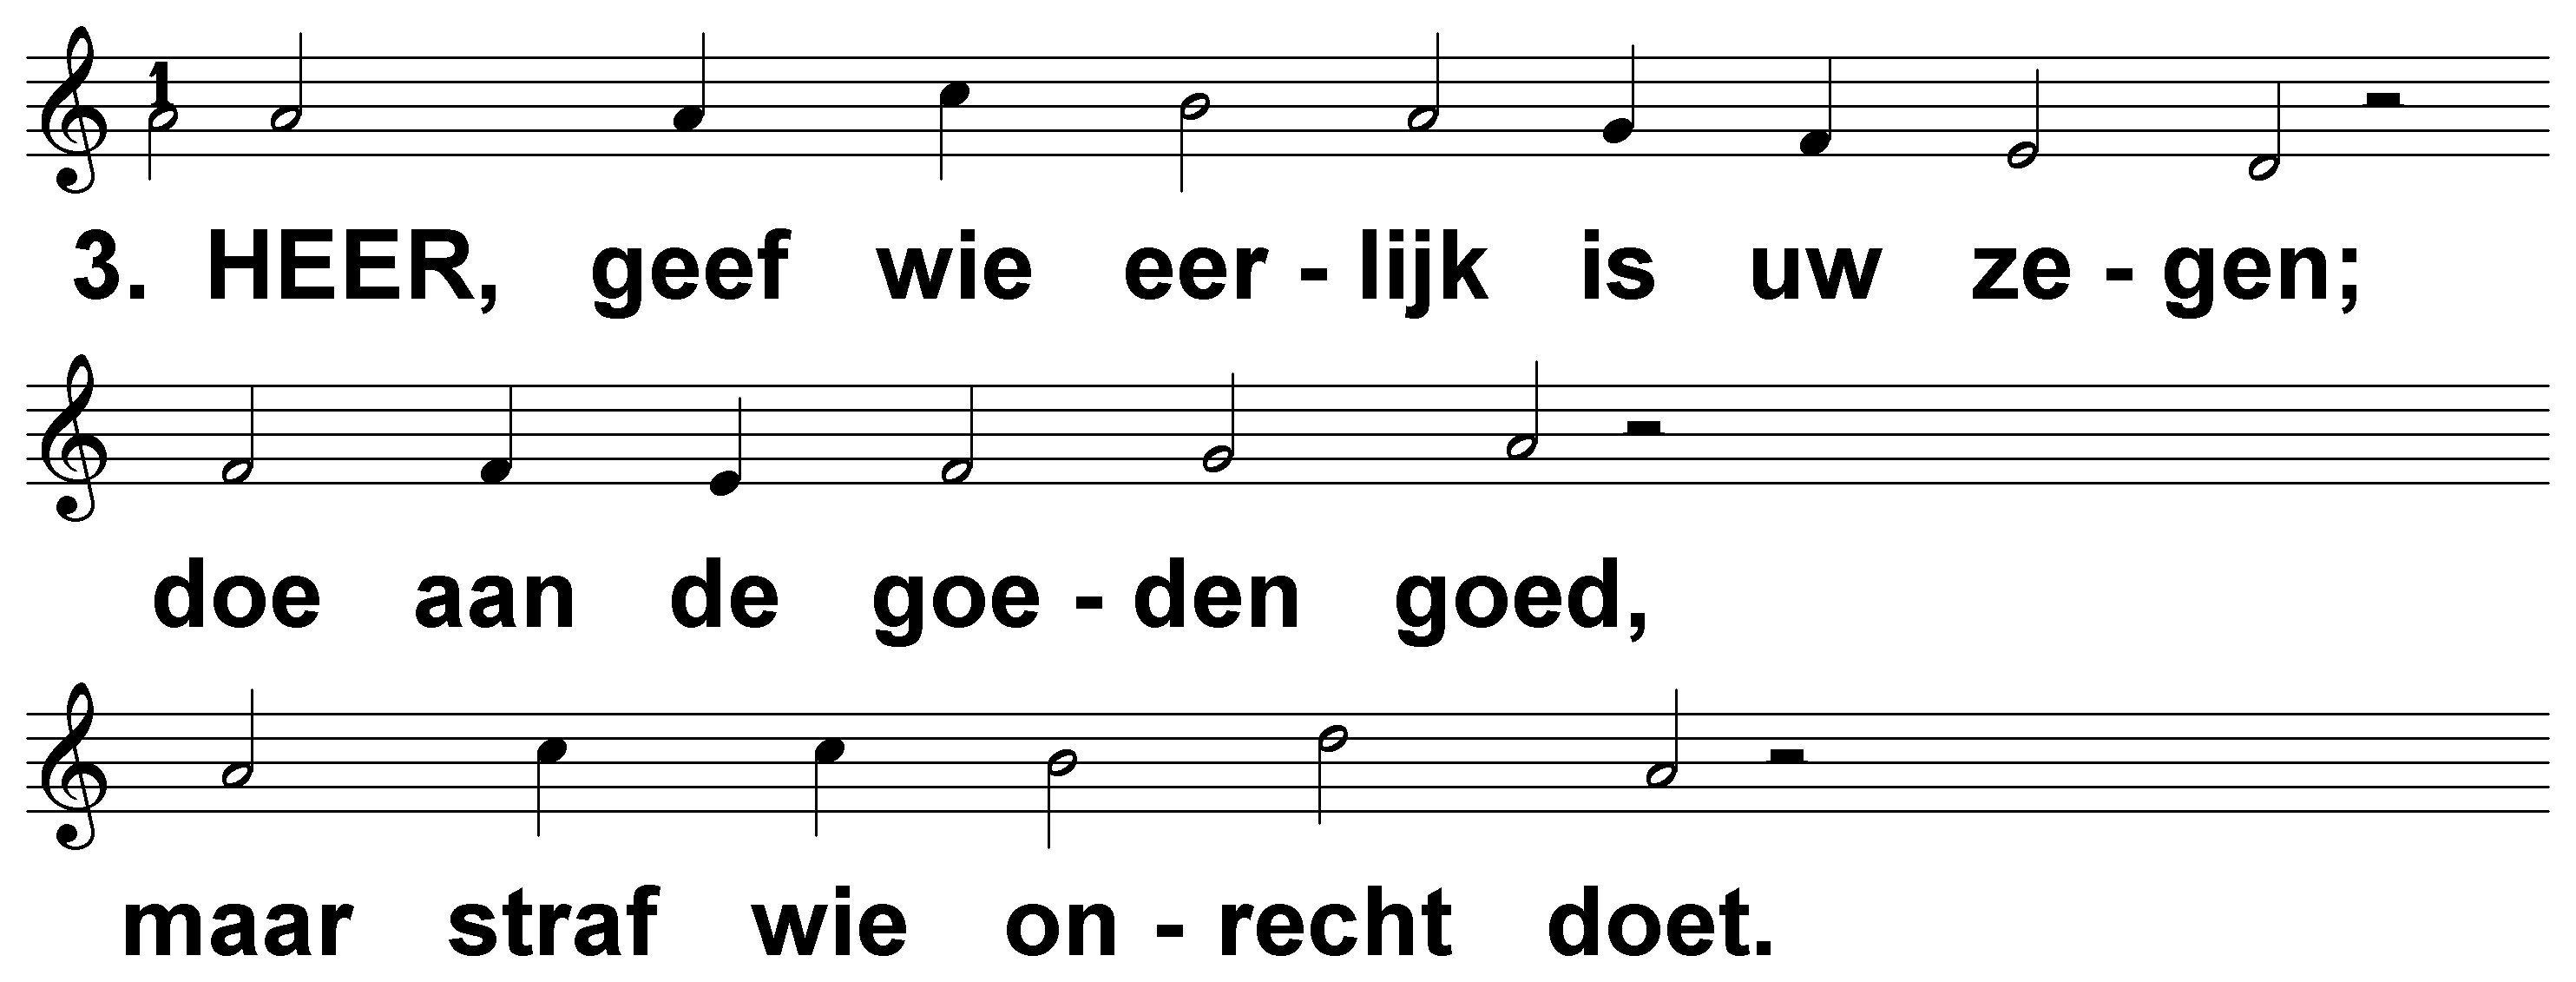 1
3. HEER, geef wie eer - lijk is uw ze - gen;
doe aan de goe - den goed,
maar straf wie on - recht doet.